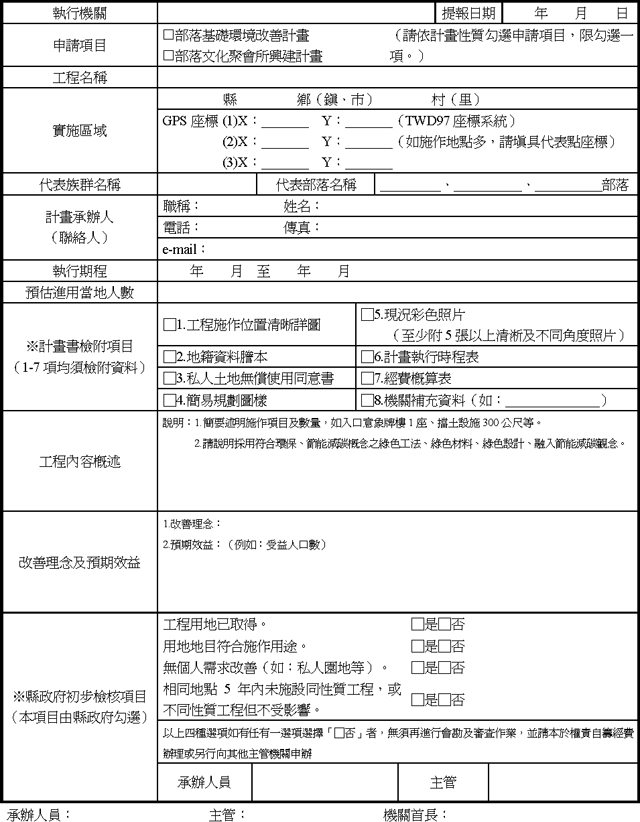 執行機關 提報日期 年 月 日
申請項目 □部落基礎環境改善計畫 （請依計畫性質勾選申請項目，限勾選一
□部落文化聚會所興建計畫 項。）
工程名稱
實施區域 縣 鄉（鎮、市） 村（里）
GPS 座標 (1)X：_______ Y：_______（TWD97 座標系統）
(2)X：_______ Y：_______（如施作地點多，請填具代表點座標）
(3)X：_______ Y：_______
代表族群名稱 代表部落名稱 ________、________、________部落
計畫承辦人
（聯絡人）
職稱： 姓名：
電話： 傳真：
e-mail：
執行期程 年 月 至 年 月
預估進用當地人數
※計畫書檢附項目
（1-7 項均須檢附資料）
□1.工程施作位置清晰詳圖 □5.現況彩色照片
（至少附 5 張以上清淅及不同角度照片）
□2.地籍資料謄本 □6.計畫執行時程表
□3.私人土地無償使用同意書 □7.經費概算表
□4.簡易規劃圖樣 □8.機關補充資料（如：____________）
工程內容概述
說明：1.簡要遮明施作項目及數量，如入口意象牌樓 1 座、擋土設施 300 公尺等。
2.請說明採用符合環保、節能減碳概念之綠色工法、綠色材料、綠色設計、融入節能減碳觀念。
改善理念及預期效益
1.改善理念：
2.預期效益：（例如：受益人口數）
※縣政府初步檢核項目
（本項目由縣政府勾選）
工程用地已取得。 □是□否
用地地目符合施作用途。 □是□否
無個人需求改善（如：私人園地等）。 □是□否
相同地點 5 年內未施設同性質工程，或
不同性質工程但不受影響。 □是□否
以上四種選項如有任有一選項選擇「□否」者，無須再進行會勘及審查作業，並請本於權責自籌經費
辦理或另行向其他主管機關申辦
承辦人員 主管
承辦人員： 主管： 機關首長：